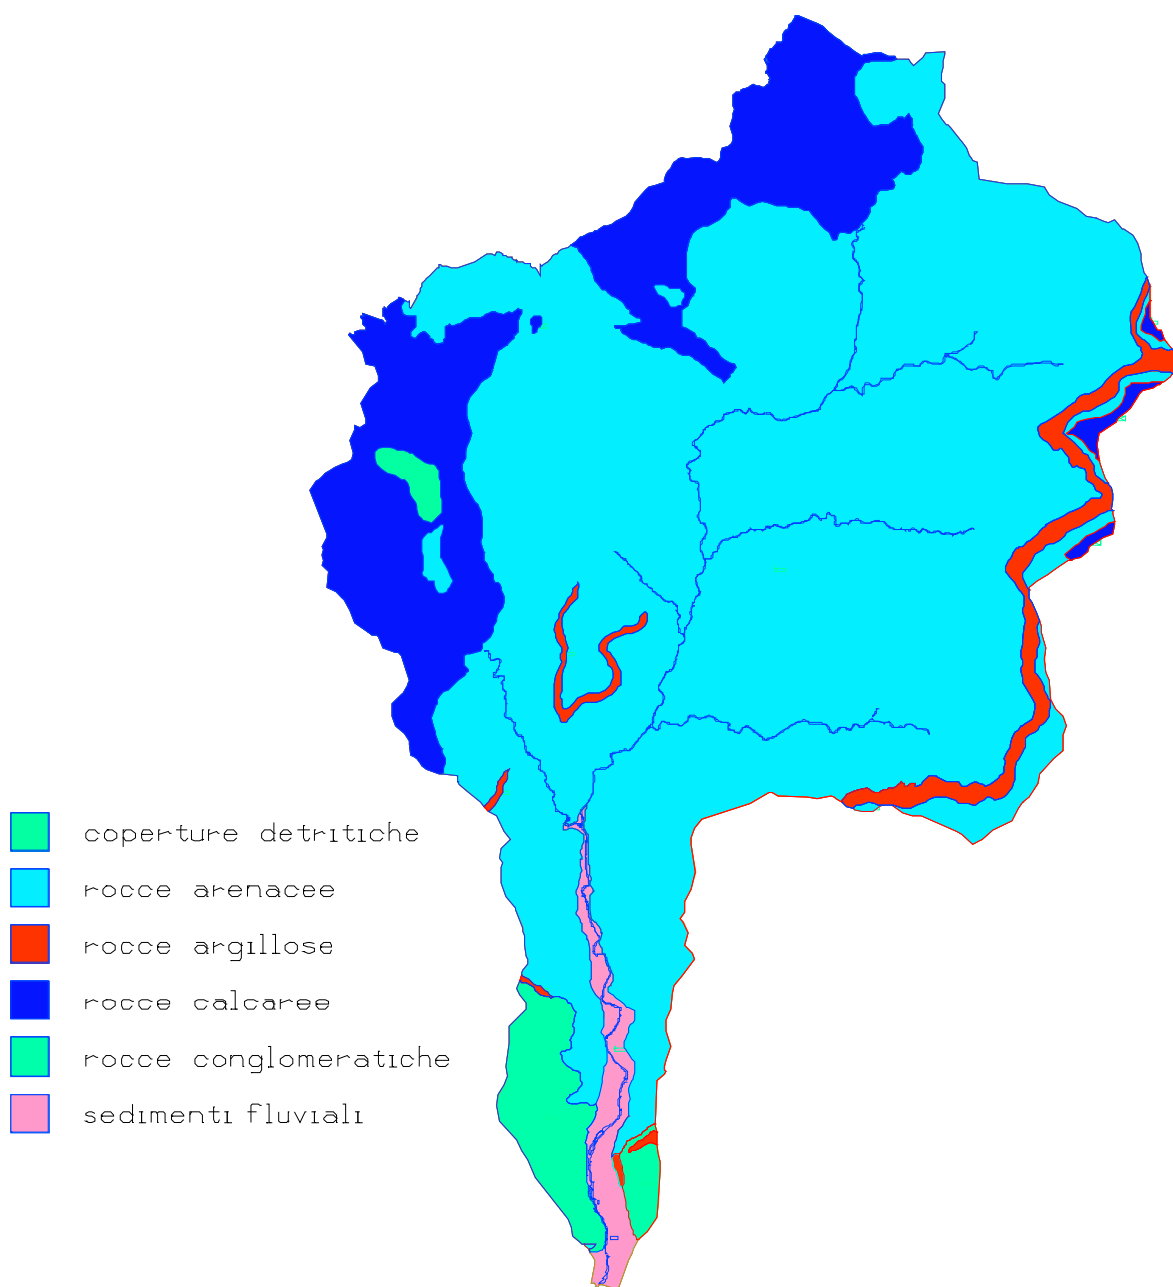 coperture detritiche
rocce arenacee
rocce argillose
rocce calcaree
rocce conglomeratiche
sedimenti fluviali